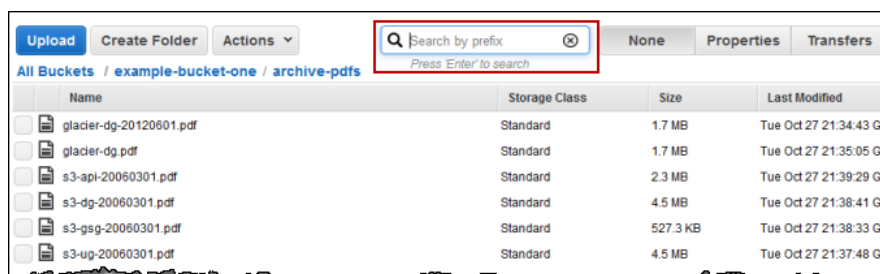 Upload Create Folder Actions Search by prefix None Properties Transfers
Press 'Enter' to search
All Buckets / example-bucket-one / archive-pdfs
Name Storage Class Size Last Modified
glacier-dg-20120601.pdf Standard 1.7 MB Tue Oct 27 21:34:43 G
glacier-dg.pdf Standard 1.7 MB Tue Oct 27 21:35:05 G
s3-api-20060301.pdf Standard 2.3 MB Tue Oct 27 21:39:29 G
s3-dg-20060301.pdf Standard 4.5 MB Tue Oct 27 21:38:41 G
s3-gsg-20060301.pdf Standard 527.3 KB Tue Oct 27 21:38:33 G
s3-ug-20060301.pdf Standard 4.5 MB Tue Oct 27 21:37:48 G